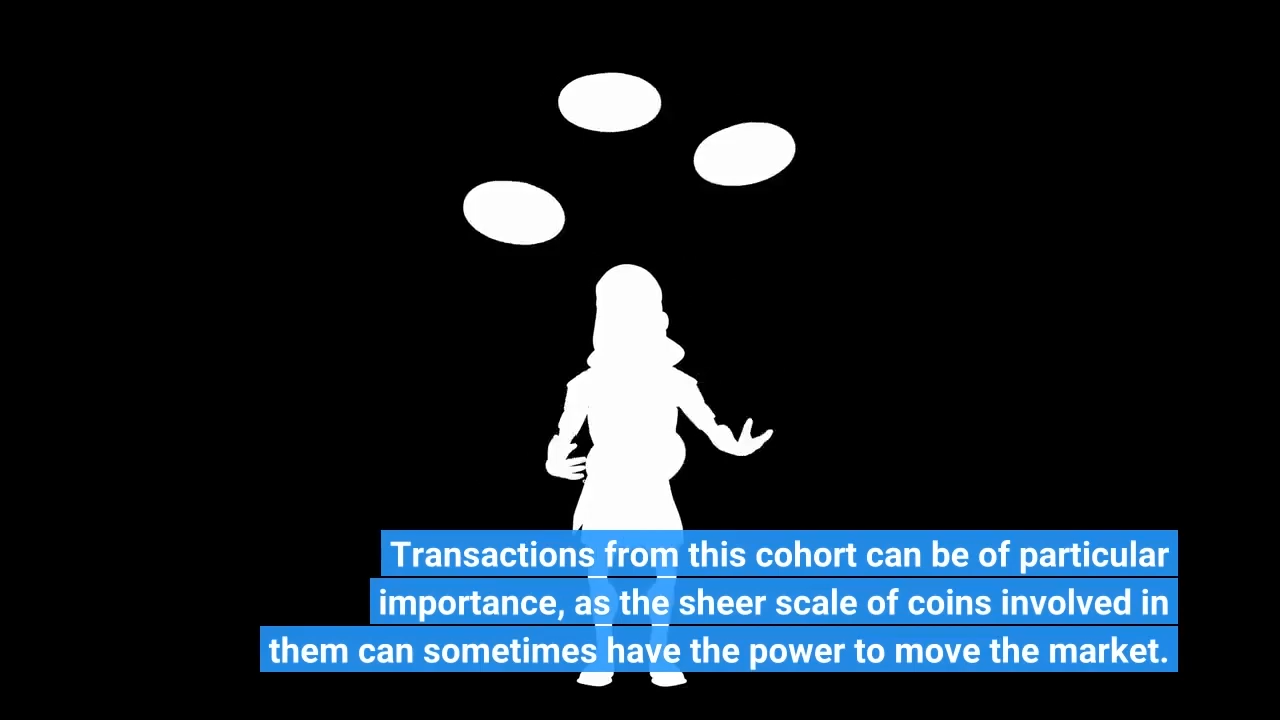 Transactions from this cohort can be of particular
importance, as the sheer scale of coins involved in
them can sometimes have the power to move the market.